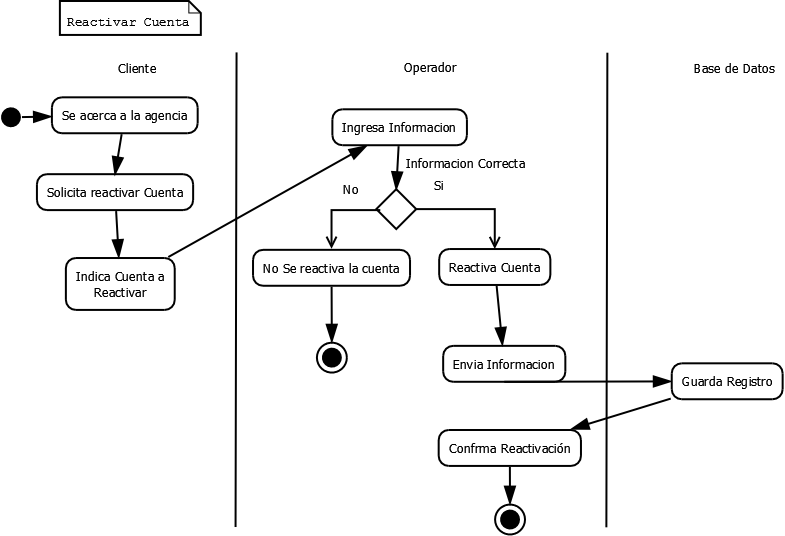 Reactivar Cuenta
Cliente
Operador
Base de Datos
Se acerca a la agencia
Ingresa Informacion
Informacion Correcta
No
Si
Solicita reactivar Cuenta
Indica Cuenta a
Reactivar
No Se reactiva la cuenta
Reactiva Cuenta
Envia Informacion
Guarda Registro
Confrma Reactivación